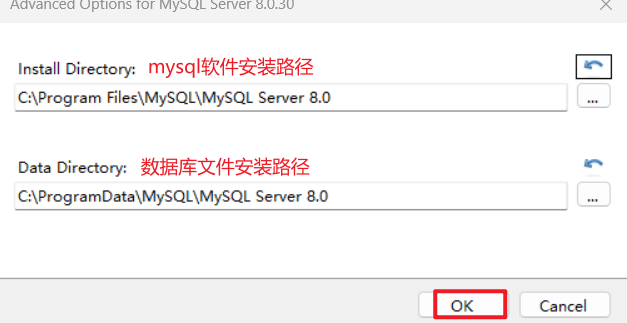 Advanced Options for MySQL Server 8.0.30
Install Directory: mysql软件安装路径
C:\Program Files\MySQL\MySQL Server 8.0
...
Data Directory: 数据库文件安装路径
C:\ProgramData\MySQL\MySQL Server 8.0
...
OK Cancel